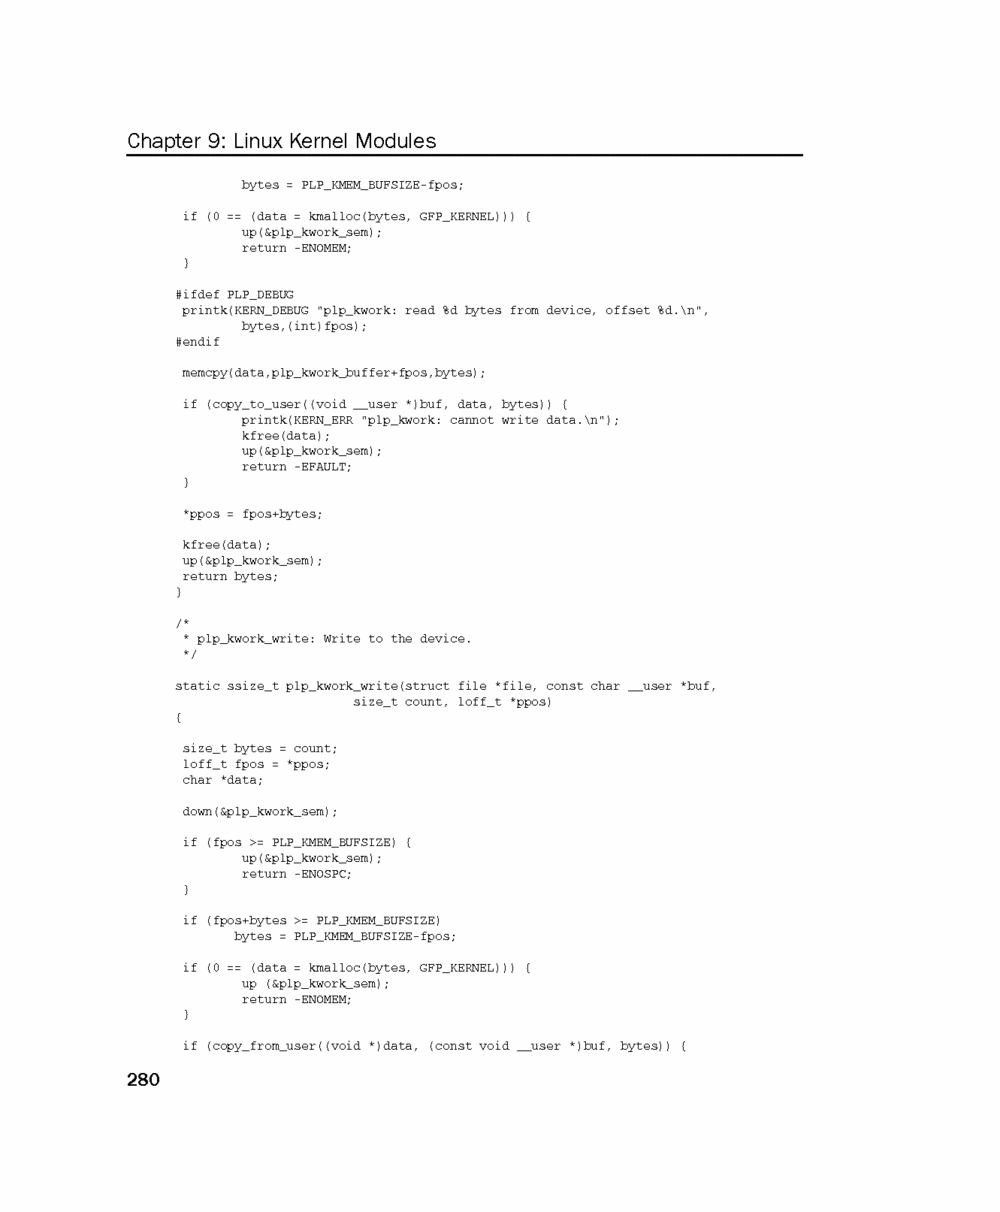 Chapter 9: Linux Kernel Modules
bytes = PLP_KMEM_BUFSIZE-fpos;
if (0 == (data = kmalloc(bytes, GFP_KERNEL))) {
up(&plp_kwork_sem);
return -ENOMEM;
}
#ifdef PLP_DEBUG
printk(KERN_DEBUG "plp_kwork: read %d bytes from device, offset %d.\n",
bytes,(int)fpos);
#endif
memcpy(data,plp_kwork_buffer+fpos,bytes);
if (copy_to_user((void __user *)buf, data, bytes)) {
printk(KERN_ERR "plp_kwork: cannot write data.\n");
kfree(data);
up(&plp_kwork_sem);
return -EFAULT;
}
*ppos = fpos+bytes;
kfree(data);
up(&plp_kwork_sem);
return bytes;
}
/*
* plp_kwork_write: Write to the device.
*/
static ssize_t plp_kwork_write(struct file *file, const char __user *buf,
size_t count, loff_t *ppos)
{
size_t bytes = count;
loff_t fpos = *ppos;
char *data;
down(&plp_kwork_sem);
if (fpos >= PLP_KMEM_BUFSIZE) {
up(&plp_kwork_sem);
return -ENOSPC;
}
if (fpos+bytes >= PLP_KMEM_BUFSIZE)
bytes = PLP_KMEM_BUFSIZE-fpos;
if (0 == (data = kmalloc(bytes, GFP_KERNEL))) {
up (&plp_kwork_sem);
return -ENOMEM;
}
if (copy_from_user((void *)data, (const void __user *)buf, bytes)) {
280